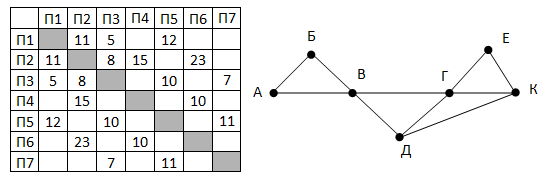 П1 П2 П3 П4 П5 П6 П7
П1 11 5 12
П2 11 8 15 23
П3 5 8 10 7
П4 15 10
П5 12 10 11
П6 23 10
П7 7 11
Б
Е
А
В
Г
К
Д